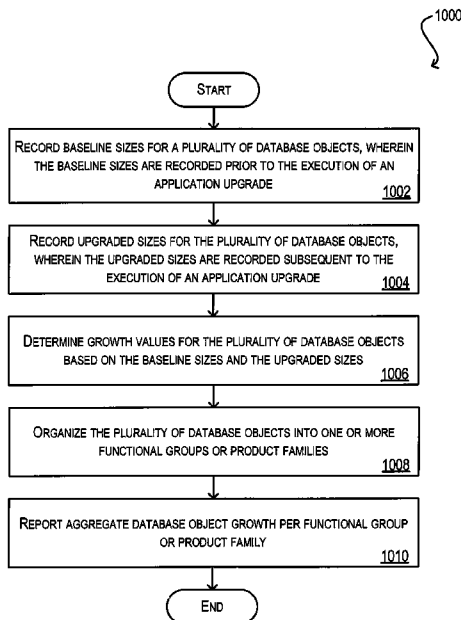 1000
START
RECORD BASELINE SIZES FOR A PLURALITY OF DATABASE OBJECTS, WHEREIN
THE BASELINE SIZES ARE RECORDED PRIOR TO THE EXECUTION OF AN
APPLICATION UPGRADE
1002
RECORD UPGRADED SIZES FOR THE PLURALITY OF DATABASE OBJECTS,
WHEREIN THE UPGRADED SIZES ARE RECORDED SUBSEQUENT TO THE
EXECUTION OF AN APPLICATION UPGRADE
1004
DETERMINE GROWTH VALUES FOR THE PLURALITY OF DATABASE OBJECTS
BASED ON THE BASELINE SIZES AND THE UPGRADED SIZES
1006
ORGANIZE THE PLURALITY OF DATABASE OBJECTS INTO ONE OR MORE
FUNCTIONAL GROUPS OR PRODUCT FAMILIES
1008
REPORT AGGREGATE DATABASE OBJECT GROWTH PER FUNCTIONAL GROUP
OR PRODUCT FAMILY
1010
END